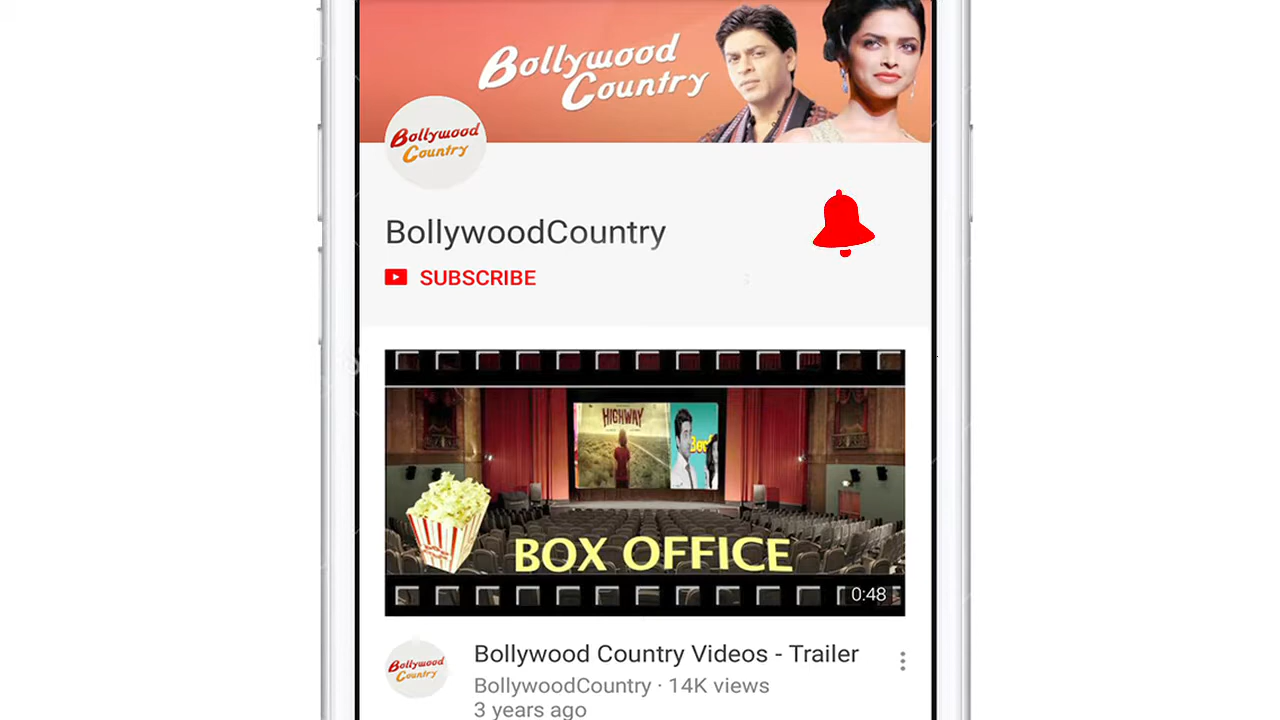 Bollywood
Country
Bollywood
Country
BollywoodCountry
SUBSCRIBE
HIGHWAY
BOX OFFICE
0:48
Bollywood Country Videos - Trailer
Bollywood
Country
BollywoodCountry · 14K views
3 years ago